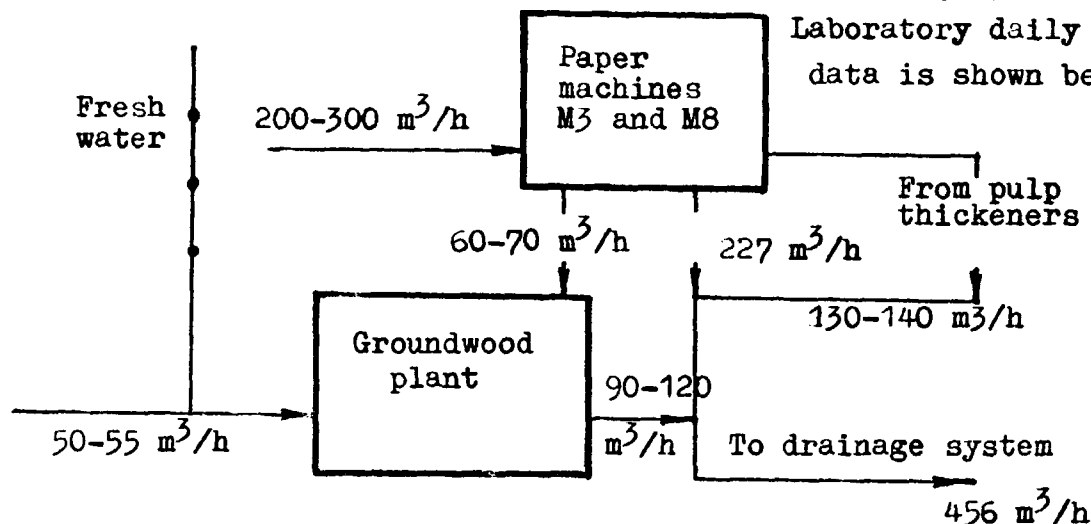 Laboratory daily
data is shown be
Paper
machines
M3 and M8
Fresh
water
200-300 m³/h
From pulp
thickeners
60-70 m³/h
227 m³/h
130-140 m3/h
Groundwood
plant
90-120
m³/h
50-55 m³/h
To drainage system
456 m³/h